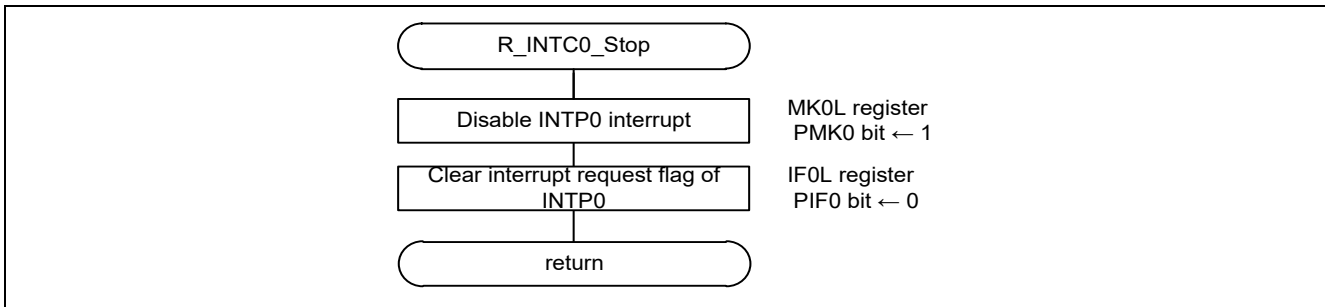 R_INTC0_Stop
Disable INTP0 interrupt
MK0L register
PMK0 bit ← 1
Clear interrupt request flag of
INTP0
IF0L register
PIF0 bit ← 0
return